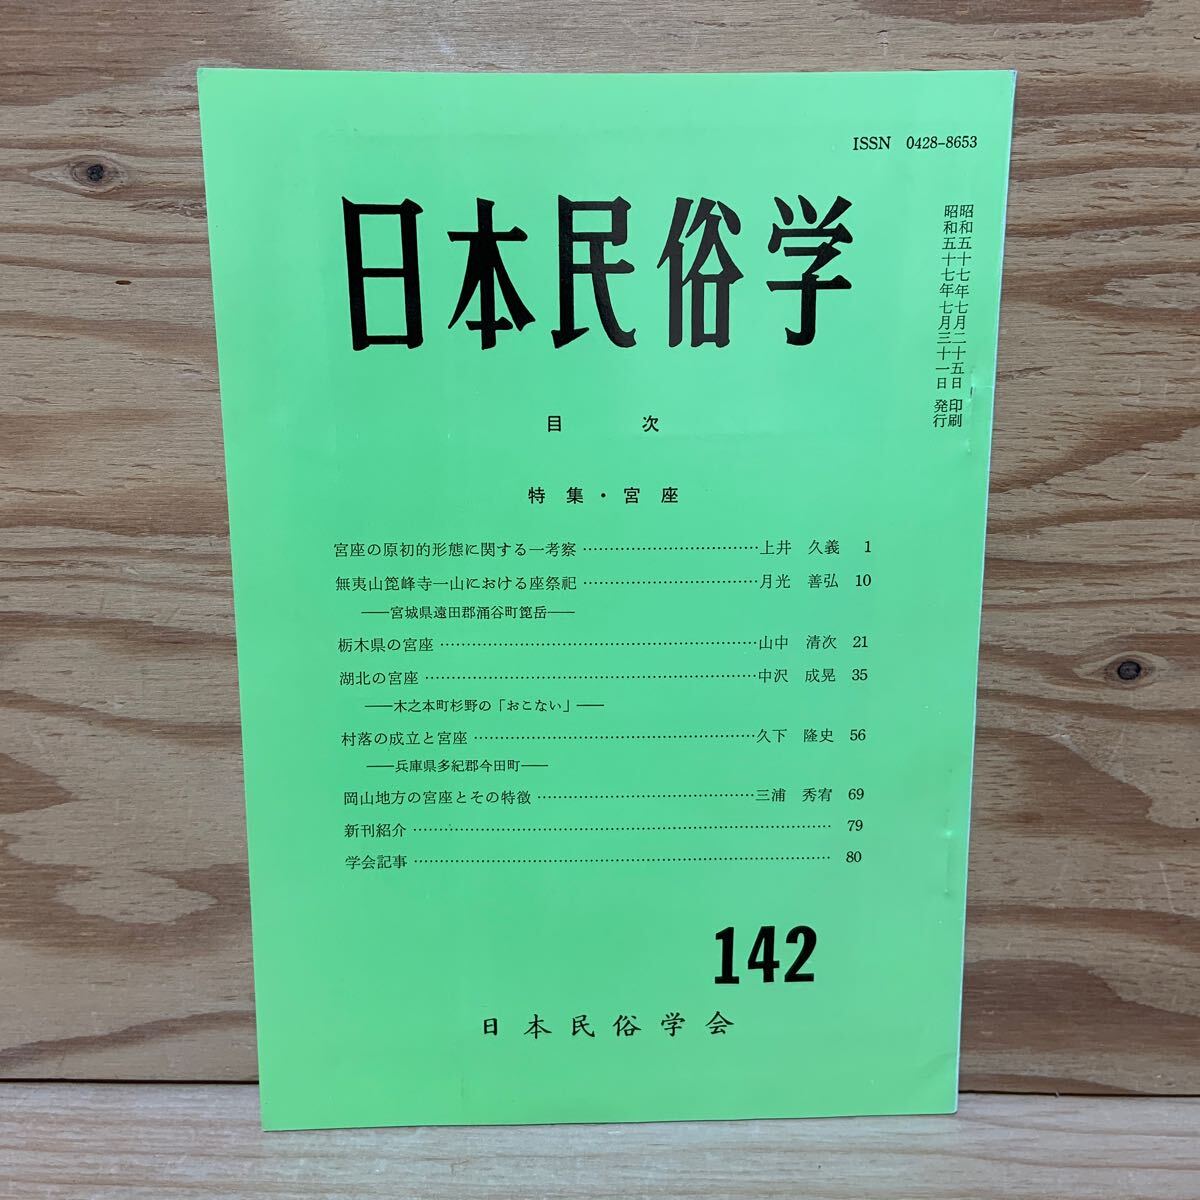 ISSN 0428-8653
日本民俗学
昭和五十七年七月二十五日 印刷
昭和五十七年七月三十一日 発行
目次
特集・宮座
宮座の原初的形態に関する一考察……………………………上井 久義 1
無夷山箆峰寺一山における座祭祀……………………………月光 善弘 10
――宮城県遠田郡涌谷町箆岳――
栃木県の宮座……………………………………………………山中 清次 21
湖北の宮座………………………………………………………中沢 成晃 35
――木之本町杉野の「おこない」――
村落の成立と宮座………………………………………………久下 隆史 56
――兵庫県多紀郡今田町――
岡山地方の宮座とその特徴……………………………………三浦 秀宥 69
新刊紹介…………………………………………………………………… 79
学会記事…………………………………………………………………… 80
142
日本民俗学会